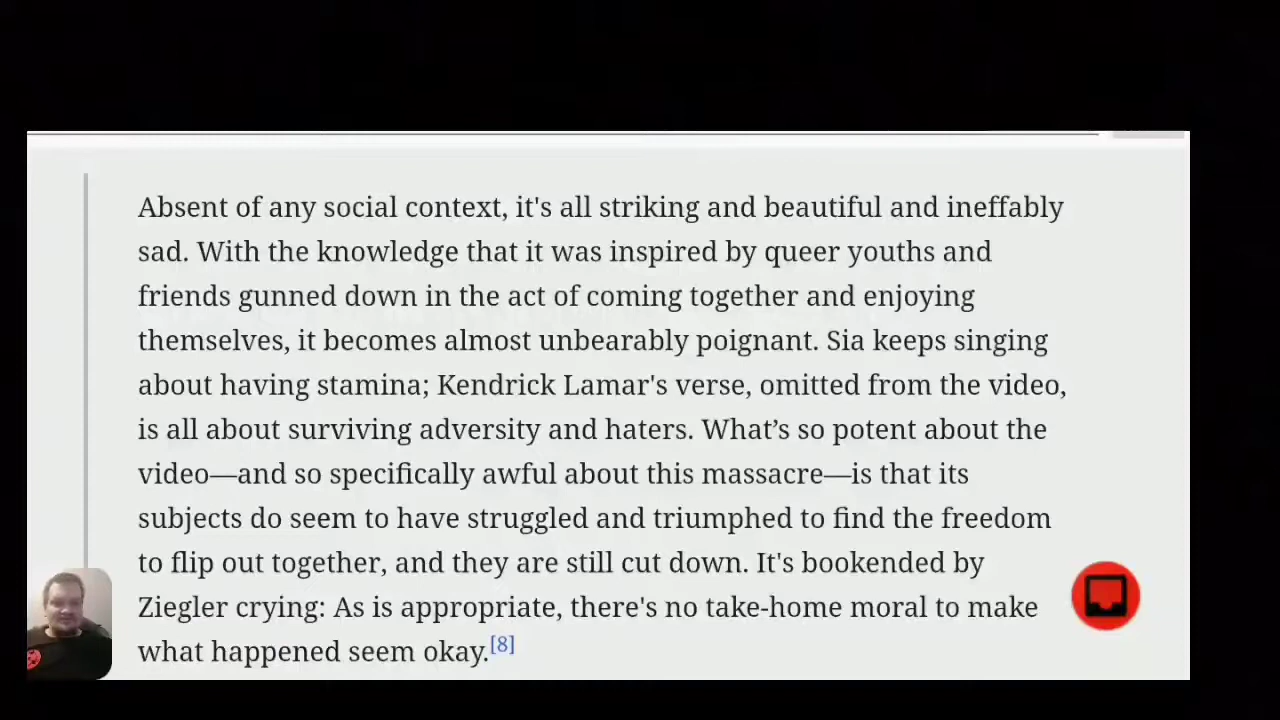 Absent of any social context, it's all striking and beautiful and ineffably
sad. With the knowledge that it was inspired by queer youths and
friends gunned down in the act of coming together and enjoying
themselves, it becomes almost unbearably poignant. Sia keeps singing
about having stamina; Kendrick Lamar's verse, omitted from the video,
is all about surviving adversity and haters. What’s so potent about the
video—and so specifically awful about this massacre—is that its
subjects do seem to have struggled and triumphed to find the freedom
to flip out together, and they are still cut down. It's bookended by
Ziegler crying: As is appropriate, there's no take-home moral to make
what happened seem okay.[8]